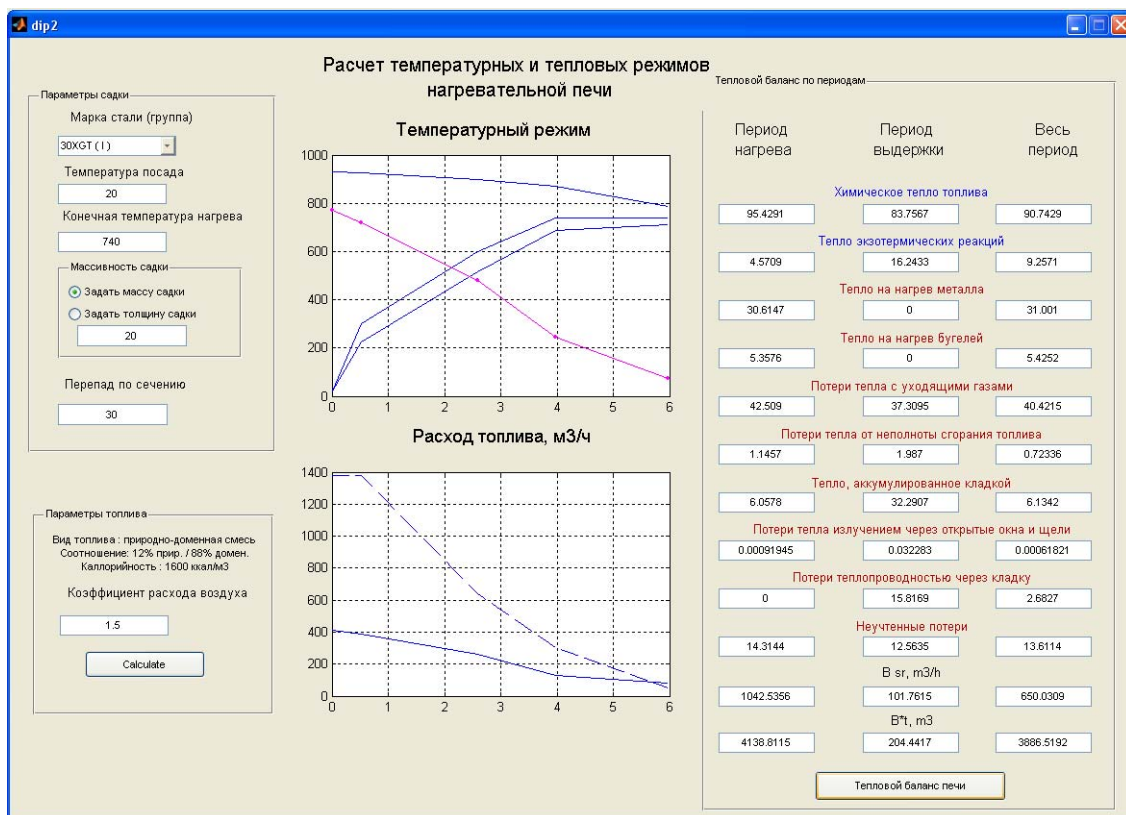 dip2
Расчет температурных и тепловых режимов
нагревательной печи
Параметры садки
Марка стали (группа)
30ХGТ ( I )
Температура посада
20
Конечная температура нагрева
740
Массивность садки
Задать массу садки
Задать толщину садки
20
Перепад по сечению
30
Параметры топлива
Вид топлива : природно-доменная смесь
Соотношение: 12% прир. / 88% домен.
Каллорийность : 1600 ккал/м3
Коэффициент расхода воздуха
1.5
Calculate
Температурный режим
1000
800
600
400
200
0
0 1 2 3 4 5 6
Расход топлива, м3/ч
1400
1200
1000
800
600
400
200
0
0 1 2 3 4 5 6
Тепловой баланс по периодам
Период Период Весь
нагрева выдержки период
Химическое тепло топлива
95.4291 83.7567 90.7429
Тепло экзотермических реакций
4.5709 16.2433 9.2571
Тепло на нагрев металла
30.6147 0 31.001
Тепло на нагрев бугелей
5.3576 0 5.4252
Потери тепла с уходящими газами
42.509 37.3095 40.4215
Потери тепла от неполноты сгорания топлива
1.1457 1.987 0.72336
Тепло, аккумулированное кладкой
6.0578 32.2907 6.1342
Потери тепла излучением через открытые окна и щели
0.00091945 0.032283 0.00061821
Потери теплопроводностью через кладку
0 15.8169 2.6827
Неучтенные потери
14.3144 12.5635 13.6114
B sr, m3/h
1042.5356 101.7615 650.0309
B*t, m3
4138.8115 204.4417 3886.5192
Тепловой баланс печи